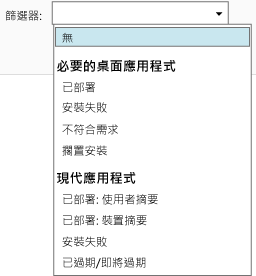 篩選器:
無
必要的桌面應用程式
已部署
安裝失敗
不符合需求
擱置安裝
現代應用程式
已部署: 使用者摘要
已部署: 裝置摘要
安裝失敗
已過期/即將過期